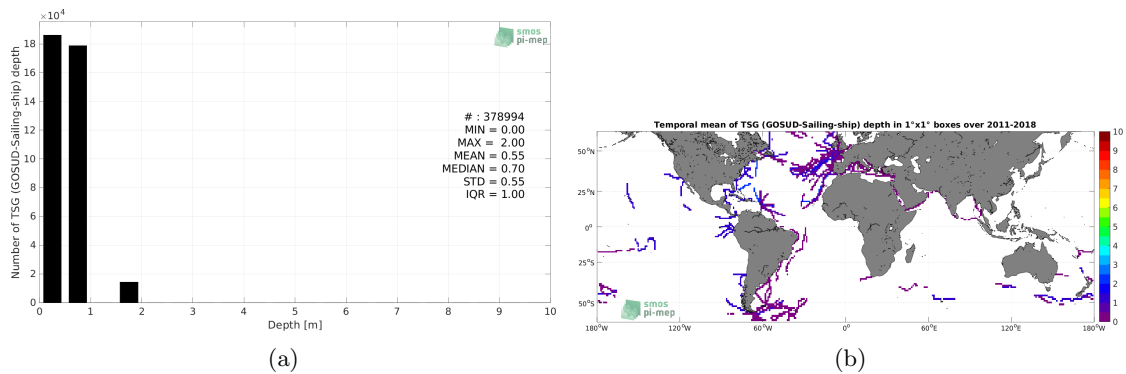 ×10⁴
18
16
14
12
10
8
6
4
2
0
Number of TSG (GOSUD-Sailing-ship) depth
smos
pi-mep
# : 378994
MIN = 0.00
MAX = 2.00
MEAN = 0.55
MEDIAN = 0.70
STD = 0.55
IQR = 1.00
0 1 2 3 4 5 6 7 8 9 10
Depth [m]
(a)
Temporal mean of TSG (GOSUD-Sailing-ship) depth in 1°x1° boxes over 2011-2018
50°N
25°N
0°
25°S
50°S
smos
pi-mep
180°W 120°W 60°W 0° 60°E 120°E 180°W
10
9
8
7
6
5
4
3
2
1
0
(b)